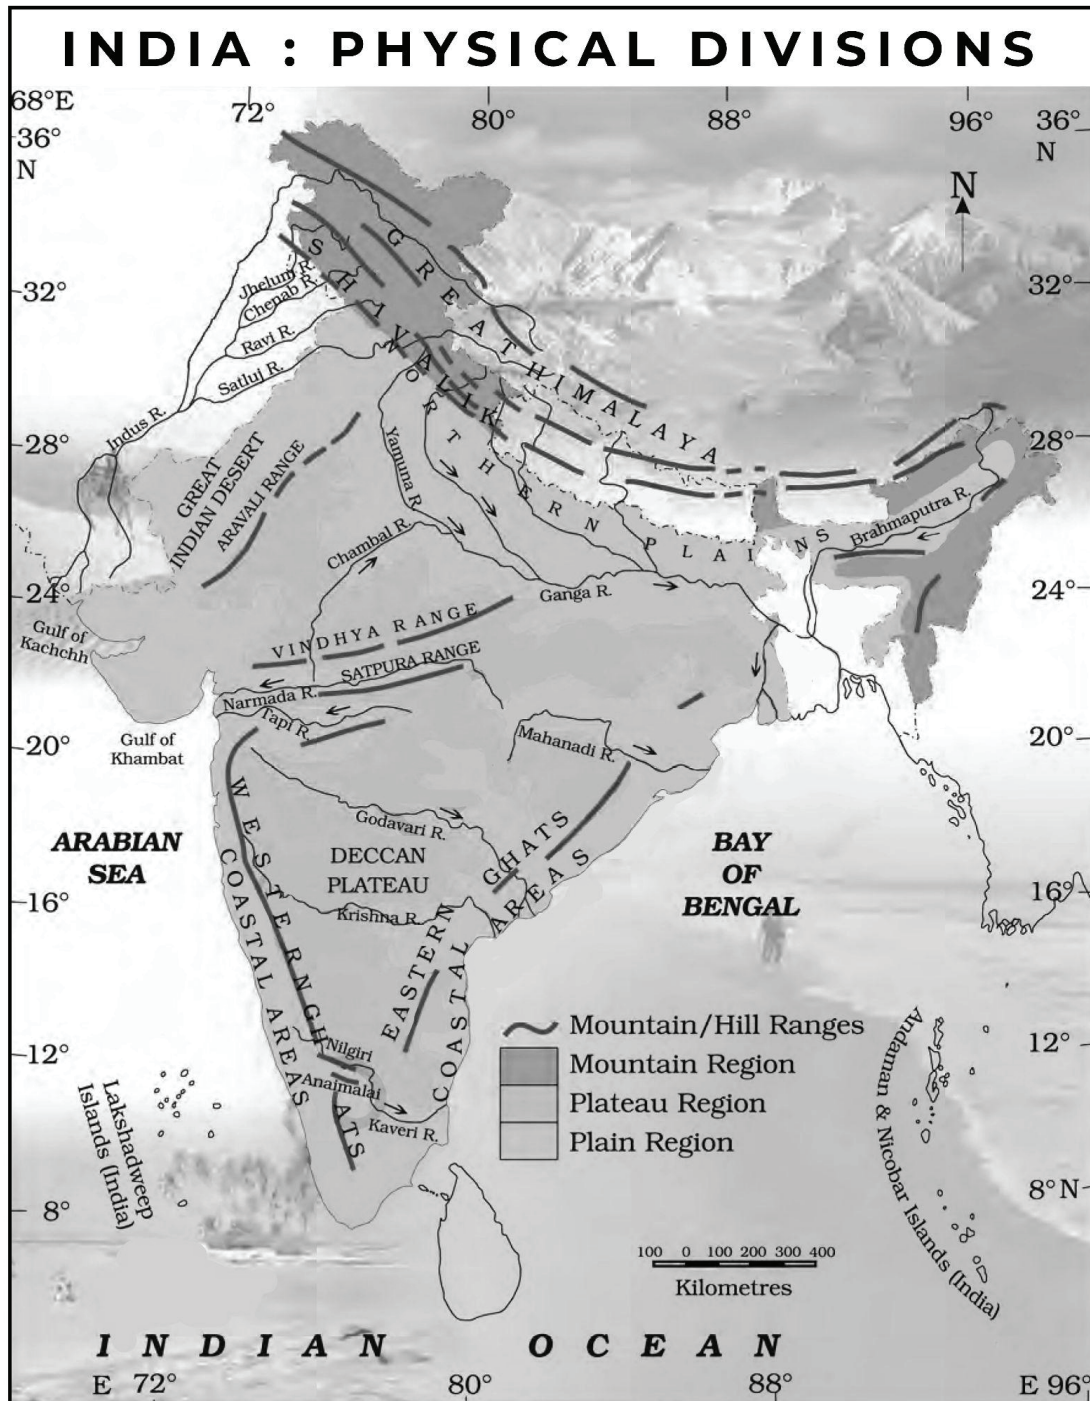 INDIA : PHYSICAL DIVISIONS
68°E
72°
80°
88°
96°
36°
N
36°
N
N
GREAT HIMALAYA
SHIVALIK
Jhelum R.
Chenab R.
32°
32°
Ravi R.
Satluj R.
Indus R.
28°
28°
NORTHERN PLAINS
GREAT
INDIAN DESERT
ARAVALI RANGE
Yamuna R
Chambal R.
Brahmaputra R.
24°
24°
Ganga R.
Gulf of
Kachchh
VINDHYA RANGE
SATPURA RANGE
Narmada R.
Tapi R.
Gulf of
Khambat
20°
20°
Mahanadi R.
WESTERN GHATS
Godavari R.
DECCAN
PLATEAU
Krishna R.
EASTERN GHATS
COASTAL AREAS
COASTAL AREAS
ARABIAN
SEA
BAY
OF
BENGAL
16°
16°
Mountain/Hill Ranges
Mountain Region
Plateau Region
Plain Region
12°
12°
Nilgiri
Anaimalai
Kaveri R.
Lakshadweep
Islands (India)
Andaman & Nicobar Islands (India)
8°
8° N
100 0 100 200 300 400
Kilometres
INDIAN OCEAN
E 72°
80°
88°
E 96°